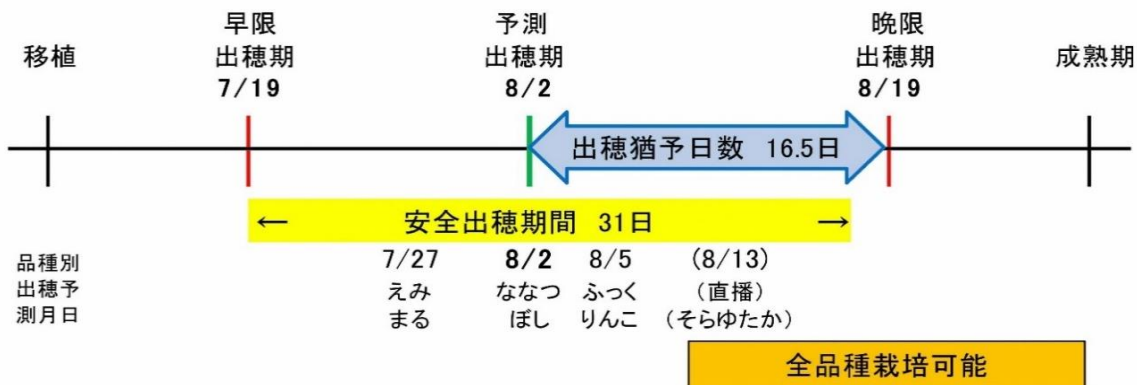 移植
早限
出穂期
7/19
予測
出穂期
8/2
晩限
出穂期
8/19
成熟期
出穂猶予日数 16.5日
← 安全出穂期間 31日 →
品種別
出穂予
測月日
7/27
えみ
まる
8/2
ななつ
ぼし
8/5
ふっく
りんこ
(8/13)
(直播)
(そらゆたか)
全品種栽培可能